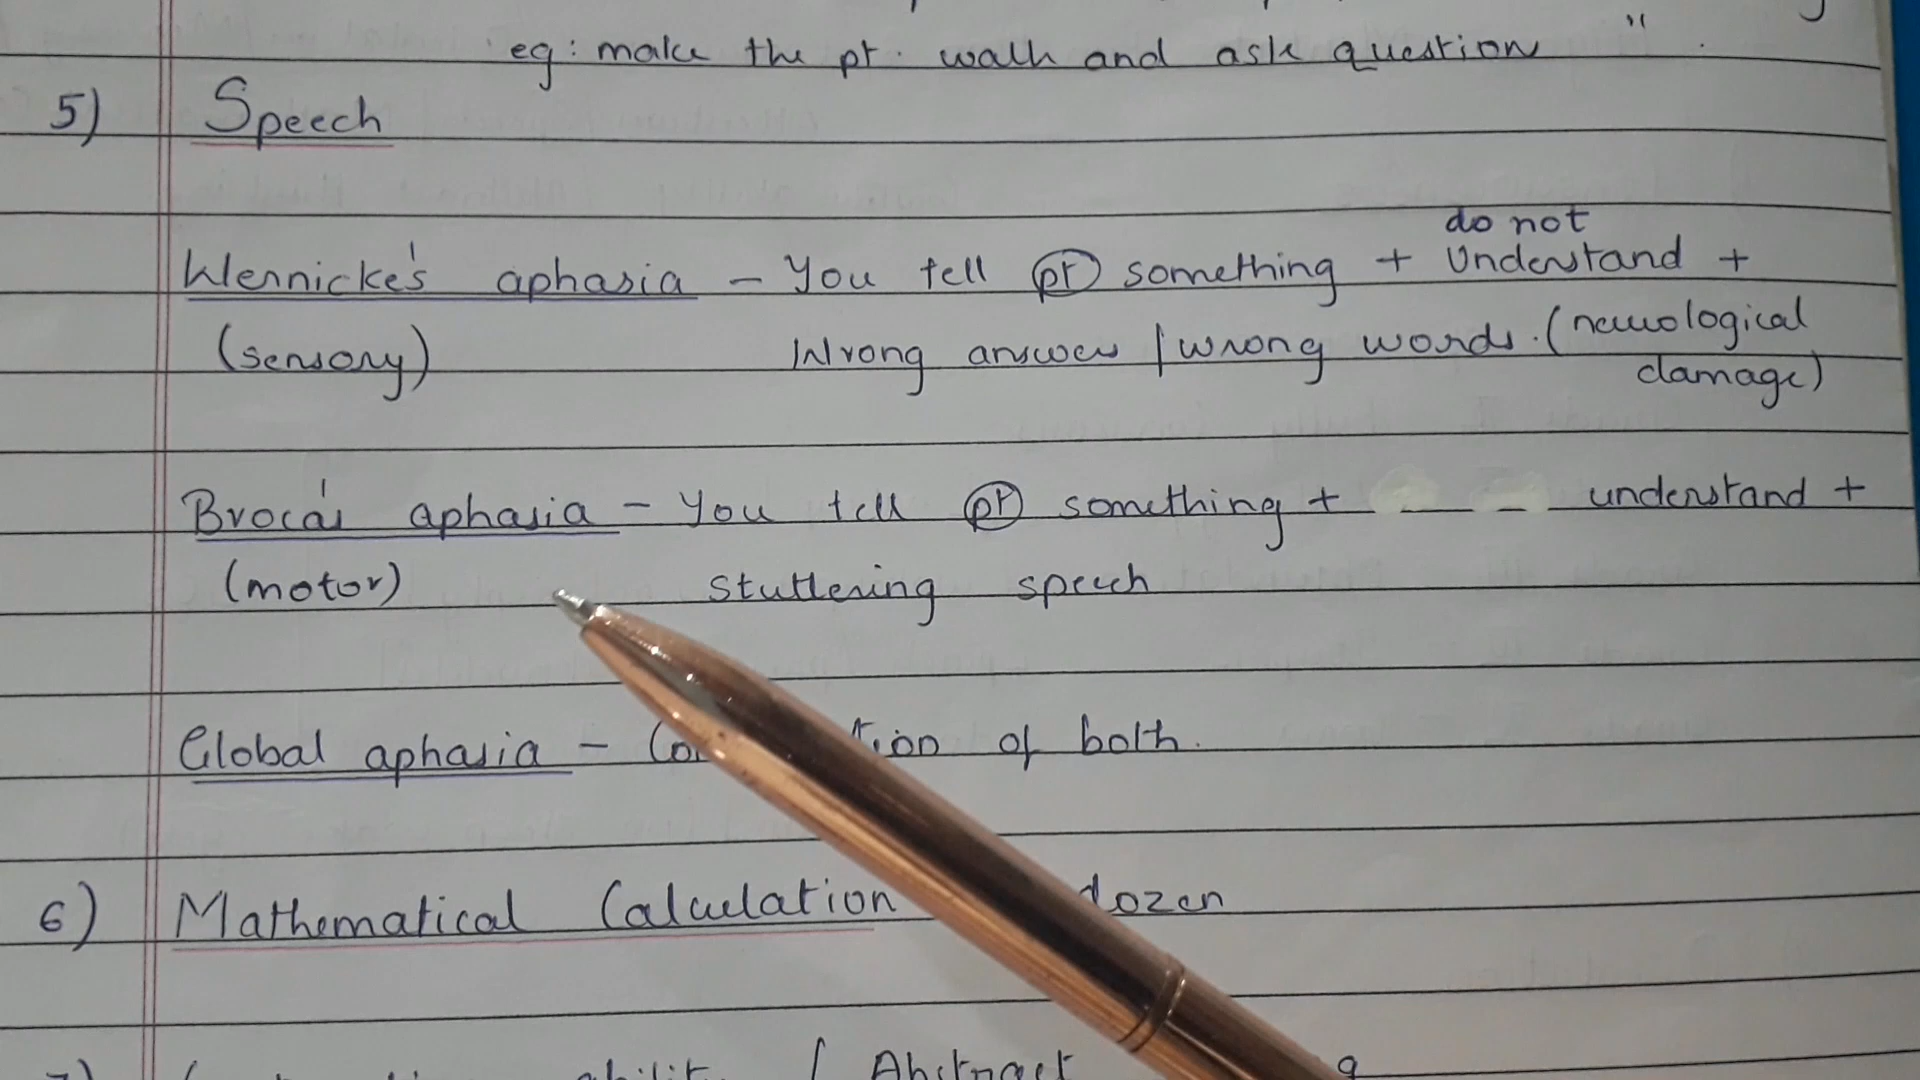 eg: make the pt. walk and ask question "
5) Speech
do not
Wernicke's aphasia – You tell pt something + Understand +
(sensory) Wrong answer / wrong words. (neurological
damage)
Broca's aphasia – You tell pt something + understand +
(motor) stuttering speech
Global aphasia – of both.
6) Mathematical Calculation dozen
/ Abstract